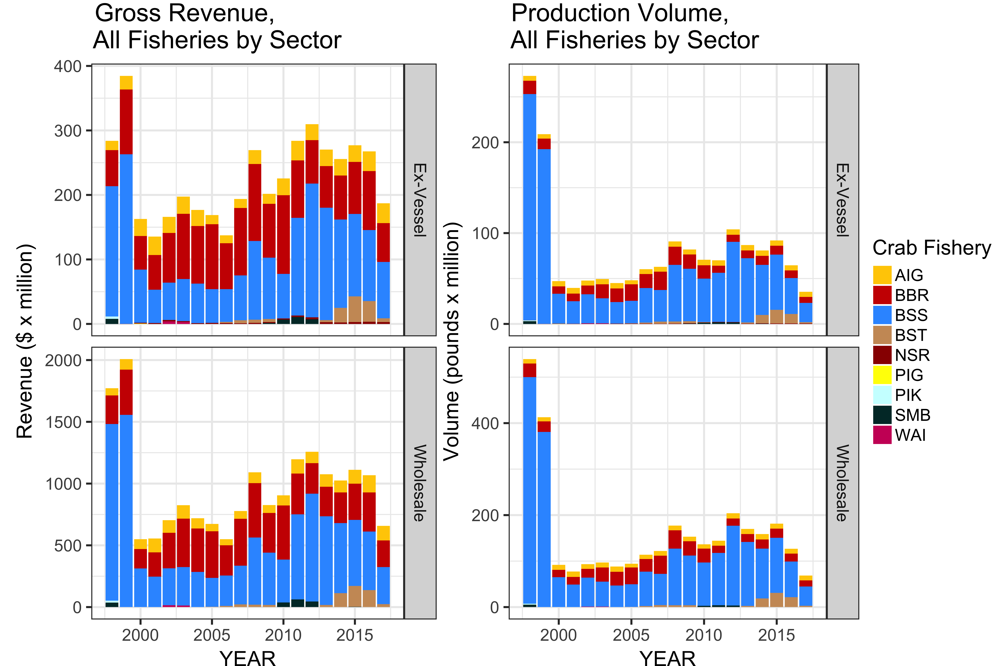 Gross Revenue,
All Fisheries by Sector
Production Volume,
All Fisheries by Sector
Revenue ($ x million)
400
300
200
100
0
Ex-Vessel
2000
1500
1000
500
0
Wholesale
2000 2005 2010 2015
YEAR
Volume (pounds x million)
200
100
0
Ex-Vessel
400
200
0
Wholesale
2000 2005 2010 2015
YEAR
Crab Fishery
AIG
BBR
BSS
BST
NSR
PIG
PIK
SMB
WAI